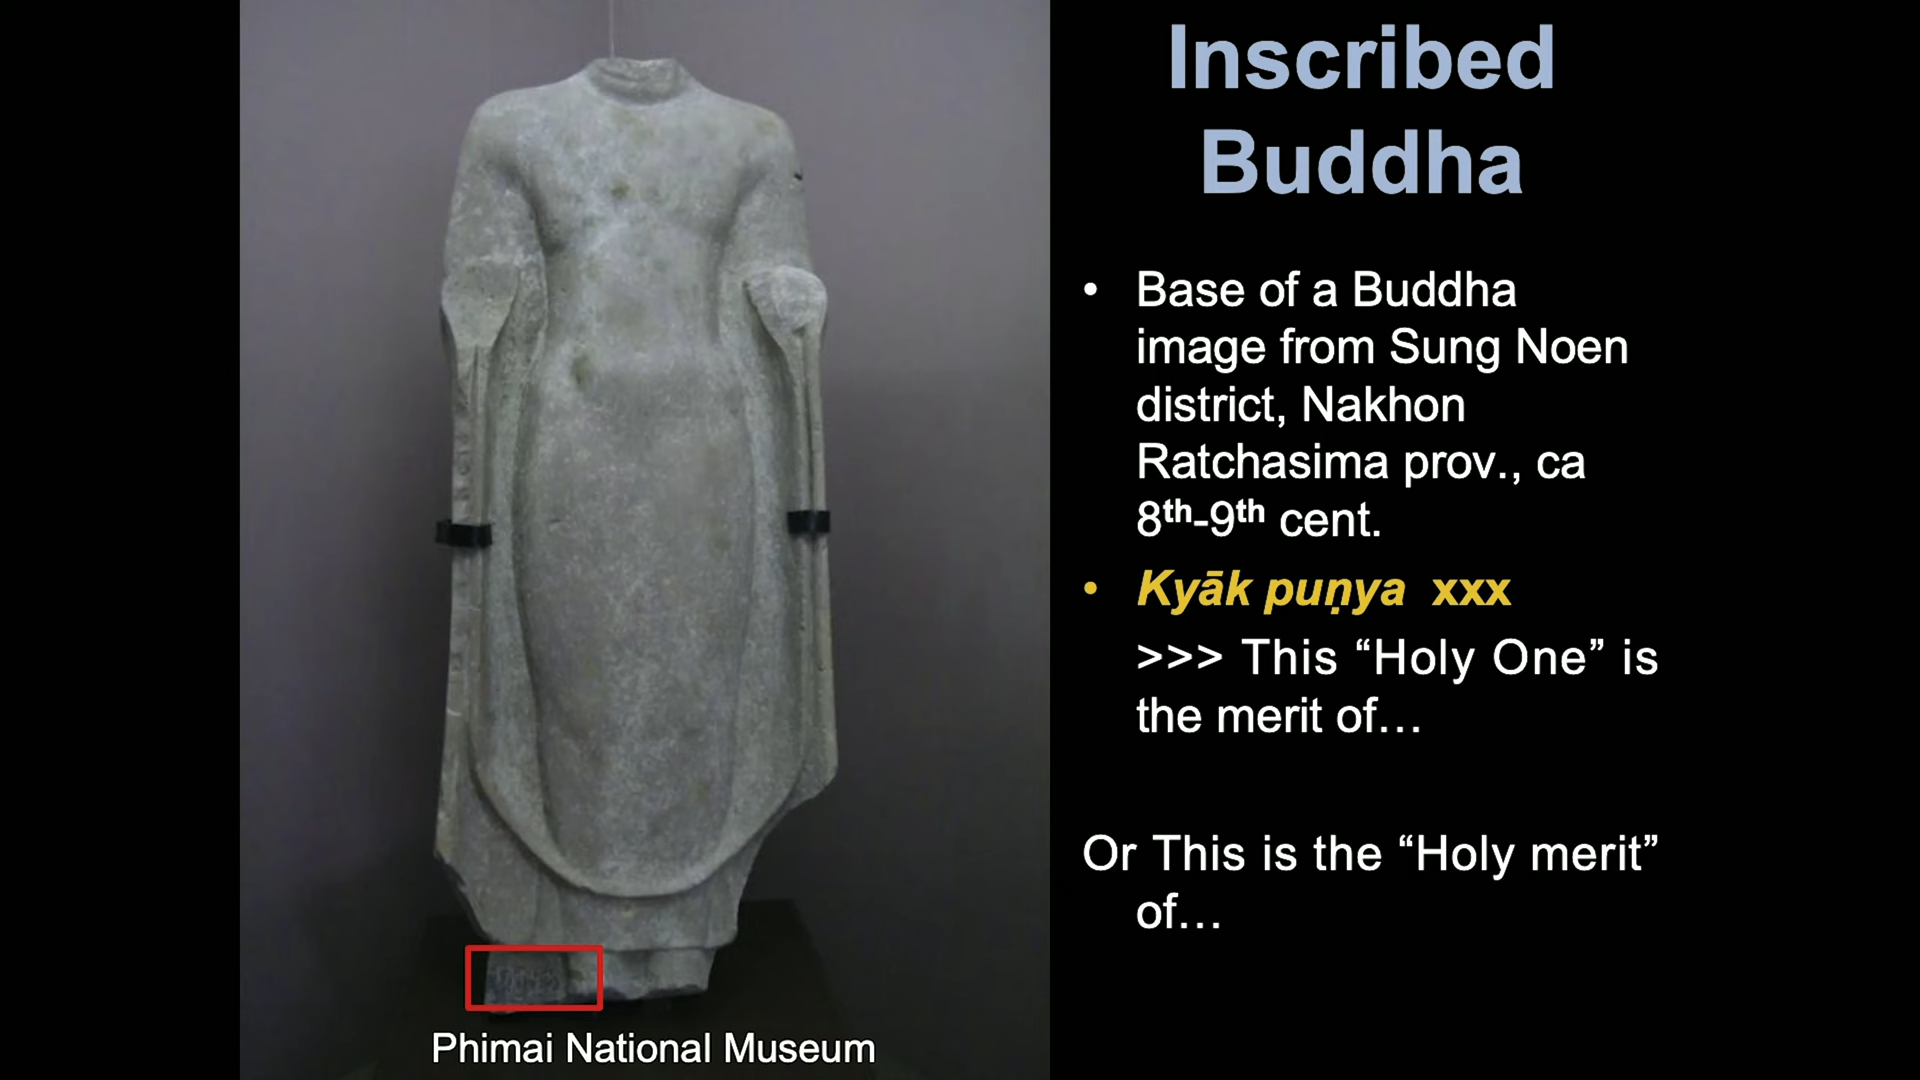 Inscribed
Buddha
• Base of a Buddha
image from Sung Noen
district, Nakhon
Ratchasima prov., ca
8th-9th cent.
• Kyāk puṇya xxx
>>> This “Holy One” is
the merit of…
Or This is the “Holy merit”
of…
Phimai National Museum